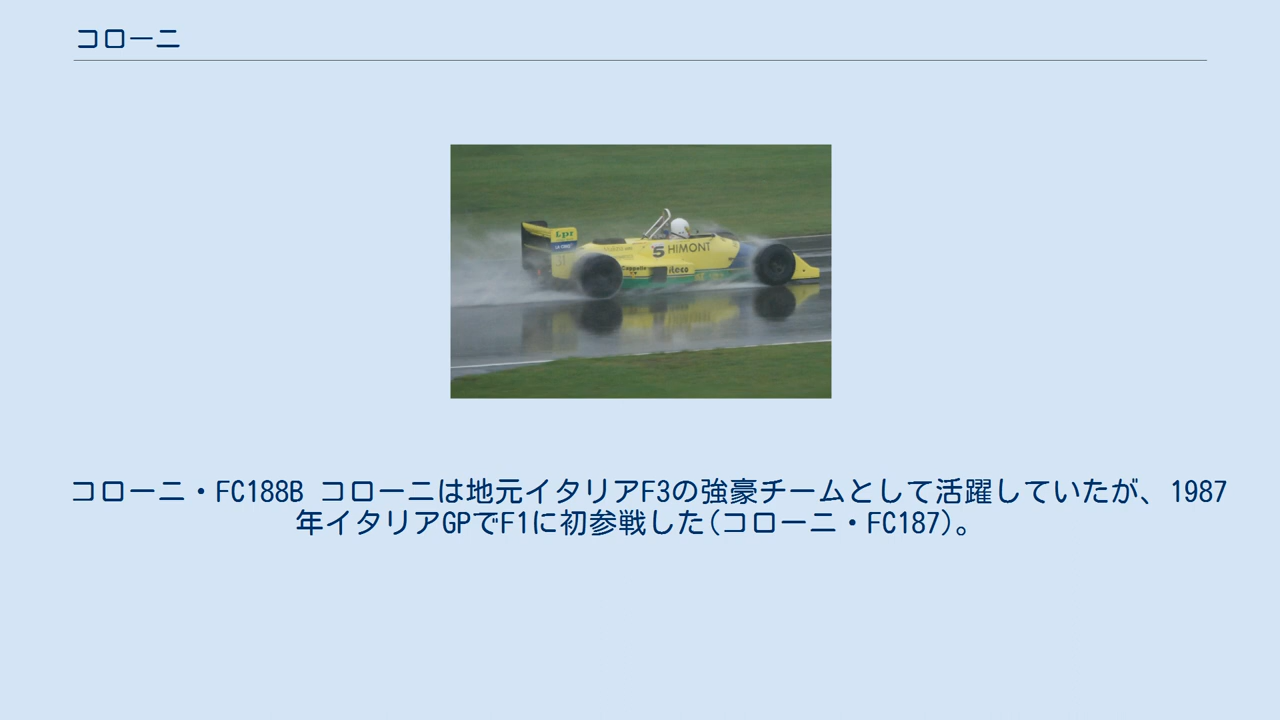 コローニ
Lpr
5 HIMONT
コローニ・FC188B コローニは地元イタリアF3の強豪チームとして活躍していたが、1987
年イタリアGPでF1に初参戦した(コローニ・FC187)。